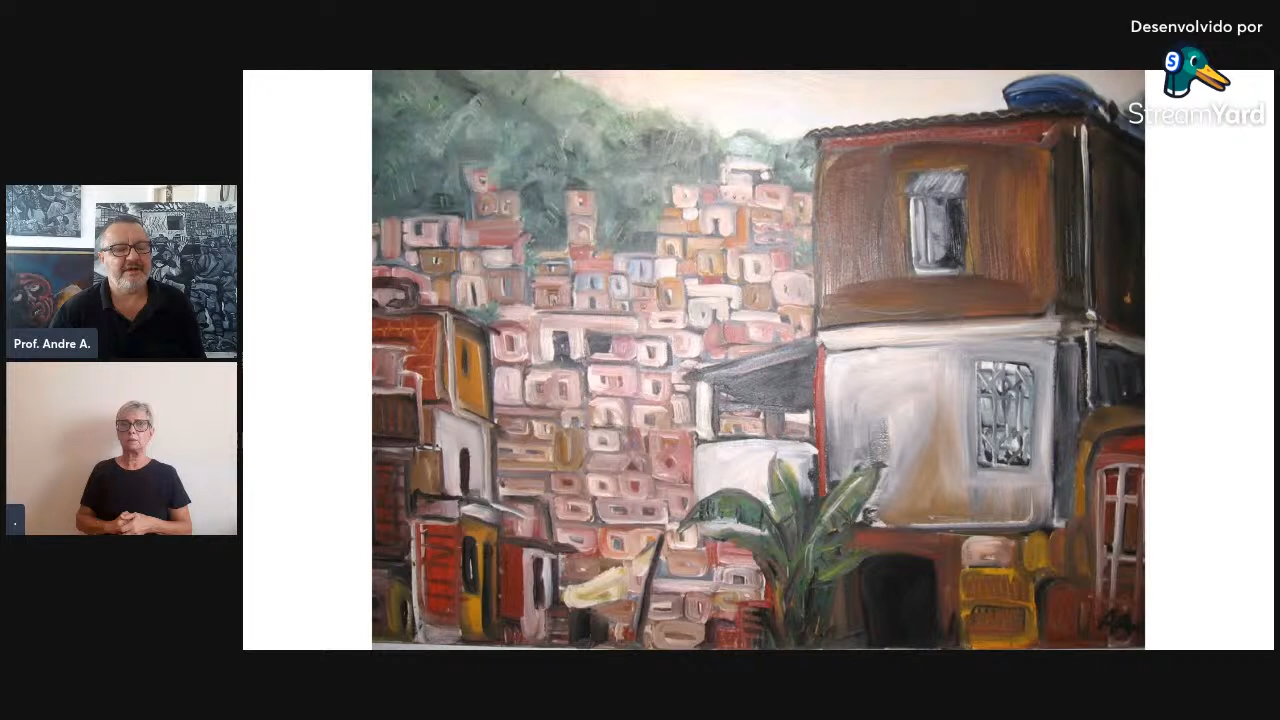 Desenvolvido por
S
StreamYard
Prof. Andre A.
.